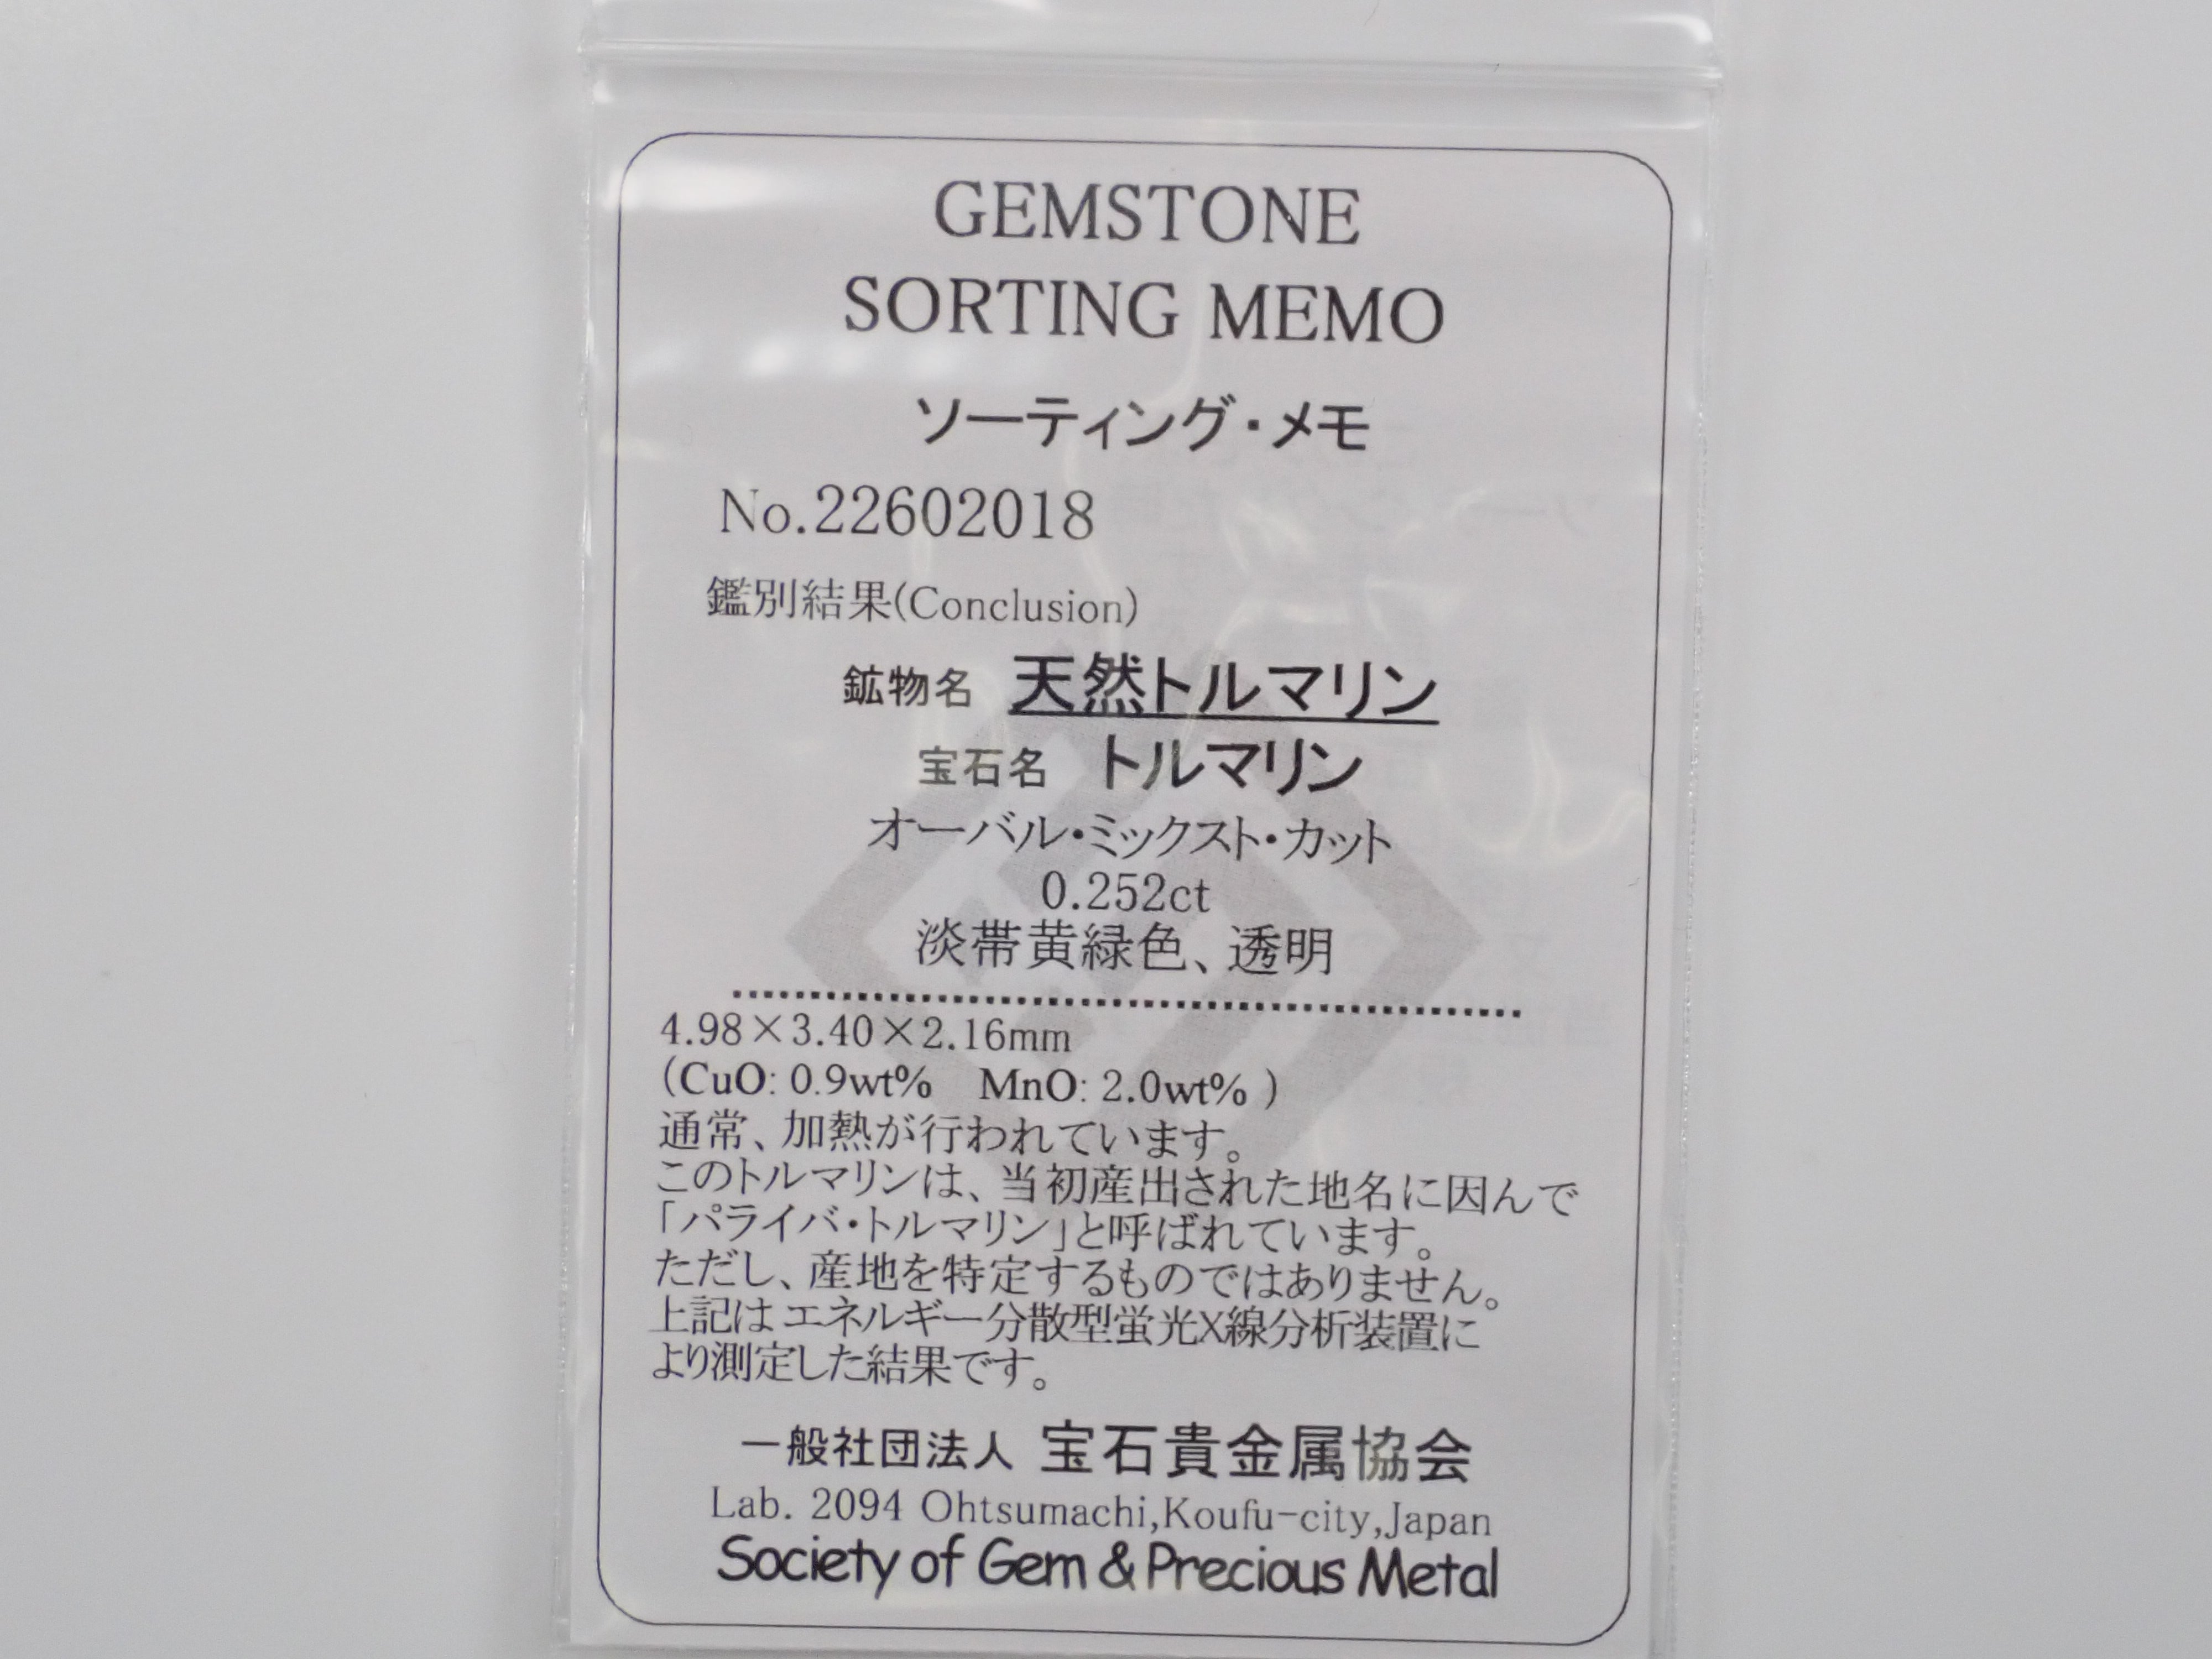 GEMSTONE
SORTING MEMO
ソーティング・メモ
No.22602018
鑑別結果(Conclusion)
鉱物名 天然トルマリン
宝石名 トルマリン
オーバル・ミックスト・カット
0.252ct
淡帯黄緑色、透明
4.98×3.40×2.16mm
(CuO: 0.9wt% MnO: 2.0wt% )
通常、加熱が行われています。
このトルマリンは、当初産出された地名に因んで
「パライバ・トルマリン」と呼ばれています。
ただし、産地を特定するものではありません。
上記はエネルギー分散型蛍光X線分析装置に
より測定した結果です。
一般社団法人 宝石貴金属協会
Lab. 2094 Ohtsumachi,Koufu-city,Japan
Society of Gem & Precious Metal